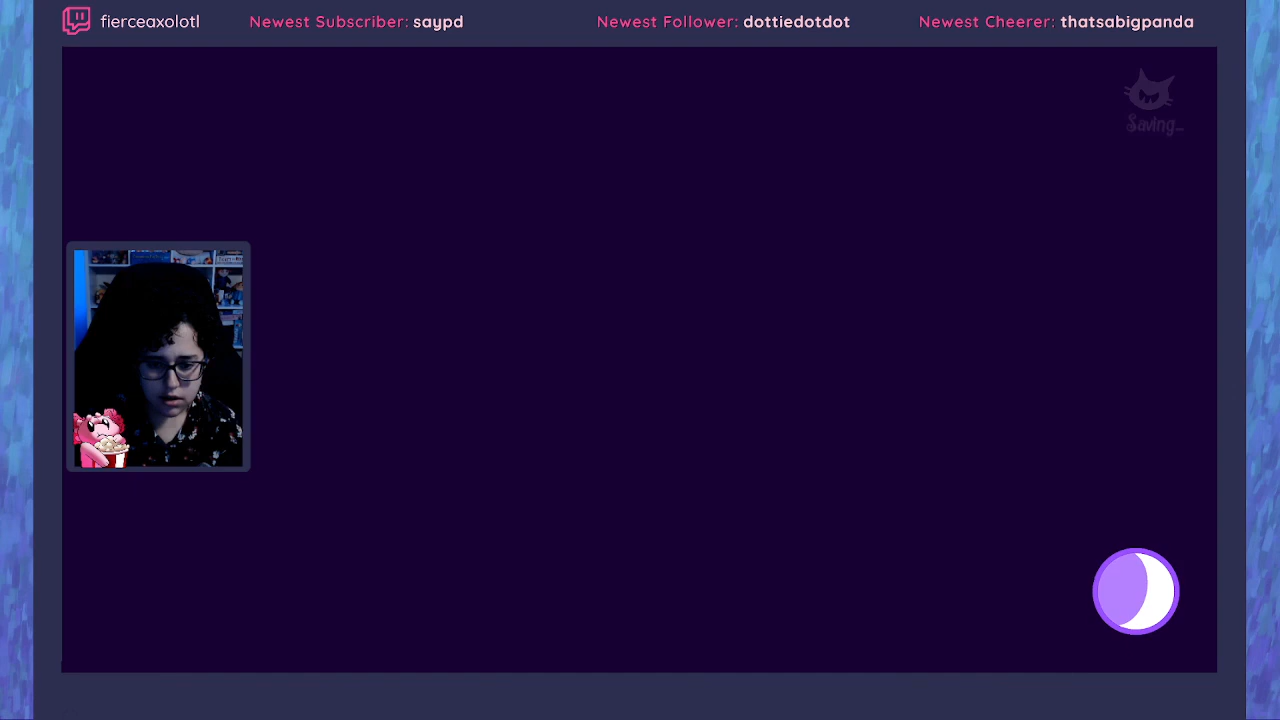 fierceaxolotl
Newest Subscriber: saypd
Newest Follower: dottiedotdot
Newest Cheerer: thatsabigpanda
Saving...